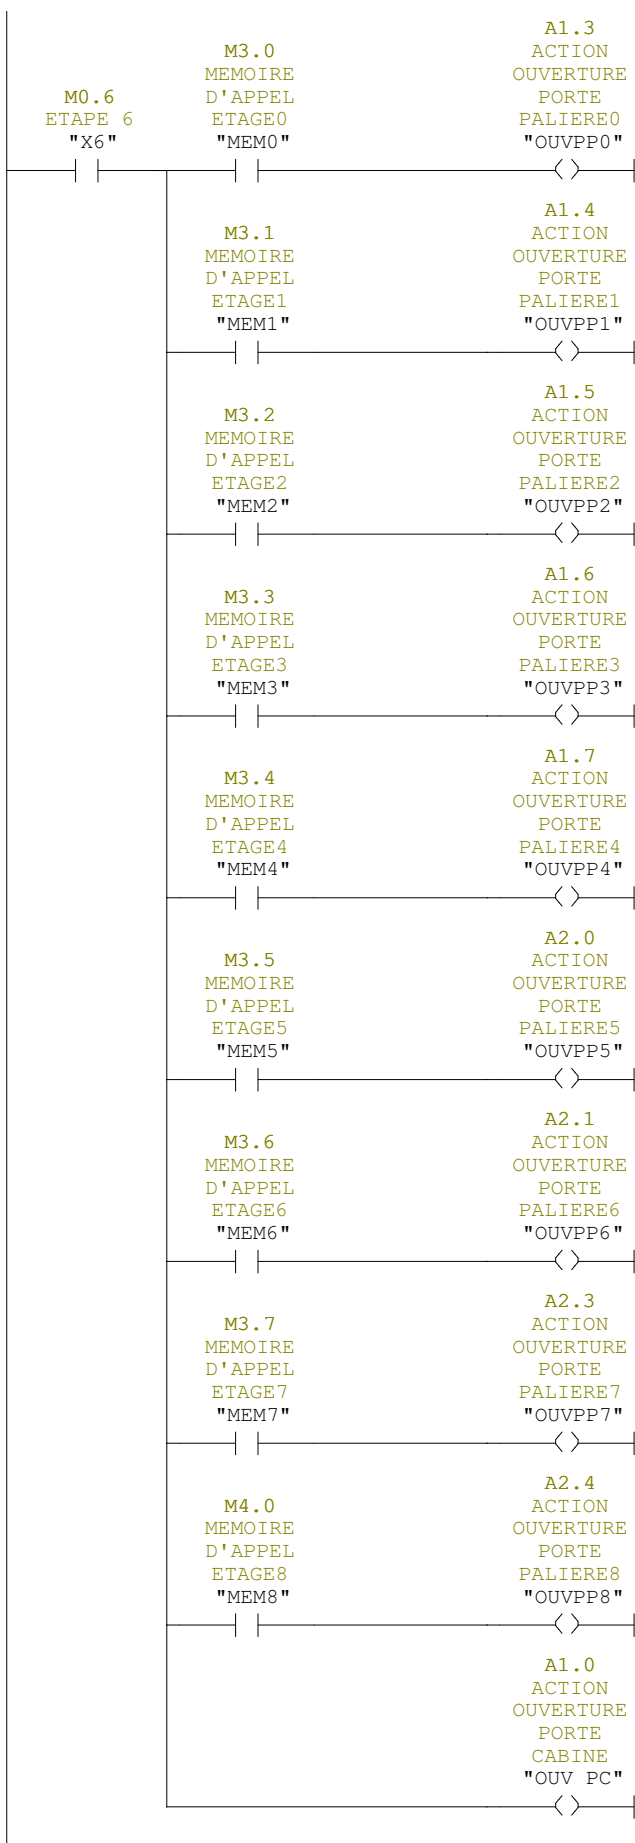 M0.6
ETAPE 6
"X6"
M3.0
MEMOIRE
D'APPEL
ETAGE0
"MEM0"
A1.3
ACTION
OUVERTURE
PORTE
PALIERE0
"OUVPP0"
M3.1
MEMOIRE
D'APPEL
ETAGE1
"MEM1"
A1.4
ACTION
OUVERTURE
PORTE
PALIERE1
"OUVPP1"
M3.2
MEMOIRE
D'APPEL
ETAGE2
"MEM2"
A1.5
ACTION
OUVERTURE
PORTE
PALIERE2
"OUVPP2"
M3.3
MEMOIRE
D'APPEL
ETAGE3
"MEM3"
A1.6
ACTION
OUVERTURE
PORTE
PALIERE3
"OUVPP3"
M3.4
MEMOIRE
D'APPEL
ETAGE4
"MEM4"
A1.7
ACTION
OUVERTURE
PORTE
PALIERE4
"OUVPP4"
M3.5
MEMOIRE
D'APPEL
ETAGE5
"MEM5"
A2.0
ACTION
OUVERTURE
PORTE
PALIERE5
"OUVPP5"
M3.6
MEMOIRE
D'APPEL
ETAGE6
"MEM6"
A2.1
ACTION
OUVERTURE
PORTE
PALIERE6
"OUVPP6"
M3.7
MEMOIRE
D'APPEL
ETAGE7
"MEM7"
A2.3
ACTION
OUVERTURE
PORTE
PALIERE7
"OUVPP7"
M4.0
MEMOIRE
D'APPEL
ETAGE8
"MEM8"
A2.4
ACTION
OUVERTURE
PORTE
PALIERE8
"OUVPP8"
A1.0
ACTION
OUVERTURE
PORTE
CABINE
"OUV PC"